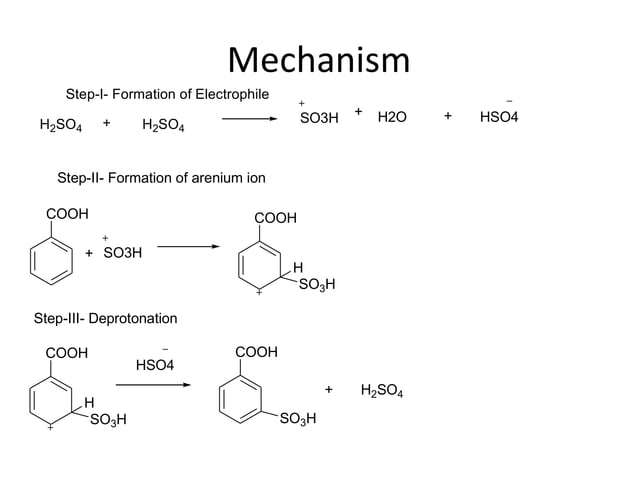 Mechanism
Step-I- Formation of Electrophile
H₂SO₄ + H₂SO₄ + SO3H + H2O + HSO4 –
Step-II- Formation of arenium ion
COOH + + SO3H COOH H SO₃H +
Step-III- Deprotonation
COOH H SO₃H + HSO4 – COOH SO₃H + H₂SO₄